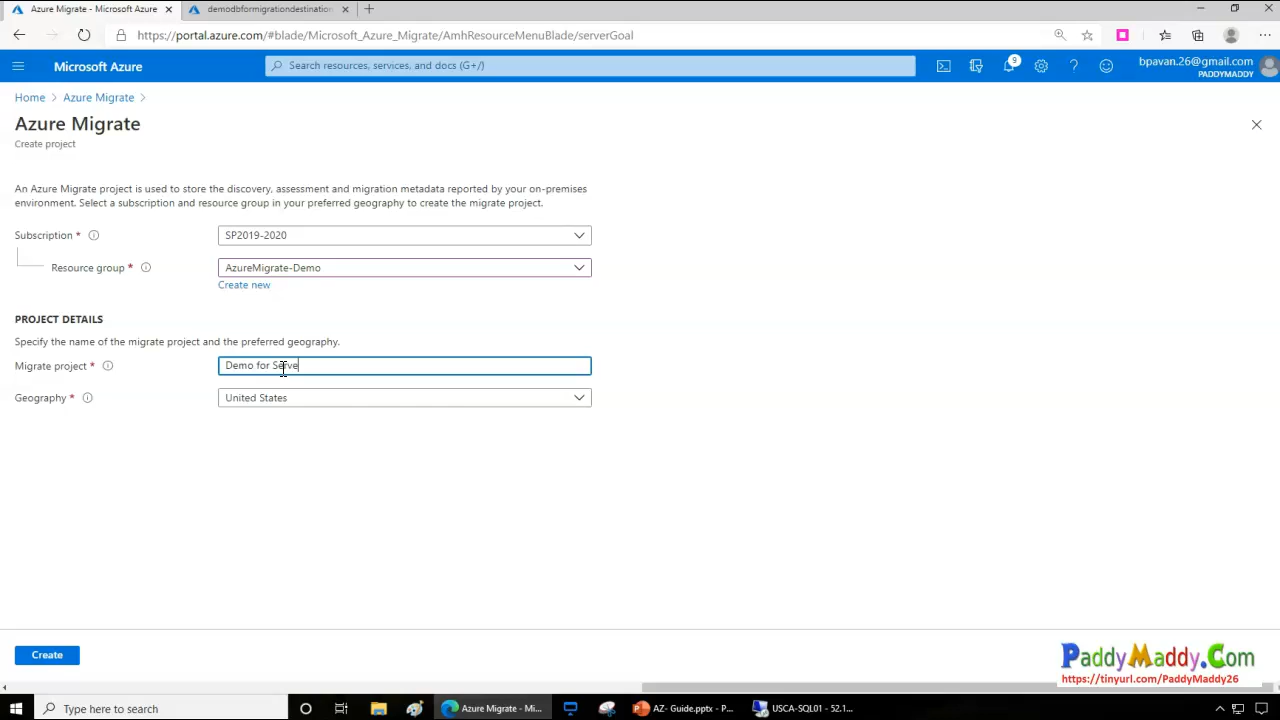 Azure Migrate - Microsoft Azure
demodbformigrationdestination
https://portal.azure.com/#blade/Microsoft_Azure_Migrate/AmhResourceMenuBlade/serverGoal
Microsoft Azure
Search resources, services, and docs (G+/)
9
bpavan.26@gmail.com
PADDYMADDY
Home > Azure Migrate >
Azure Migrate
Create project
An Azure Migrate project is used to store the discovery, assessment and migration metadata reported by your on-premises
environment. Select a subscription and resource group in your preferred geography to create the migrate project.
Subscription *
SP2019-2020
Resource group *
AzureMigrate-Demo
Create new
PROJECT DETAILS
Specify the name of the migrate project and the preferred geography.
Migrate project *
Demo for Serve
Geography *
United States
Create
PaddyMaddy.Com
https://tinyurl.com/PaddyMaddy26
Type here to search
Azure Migrate - Mi...
AZ- Guide.pptx - P...
USCA-SQL01 - 52.1...